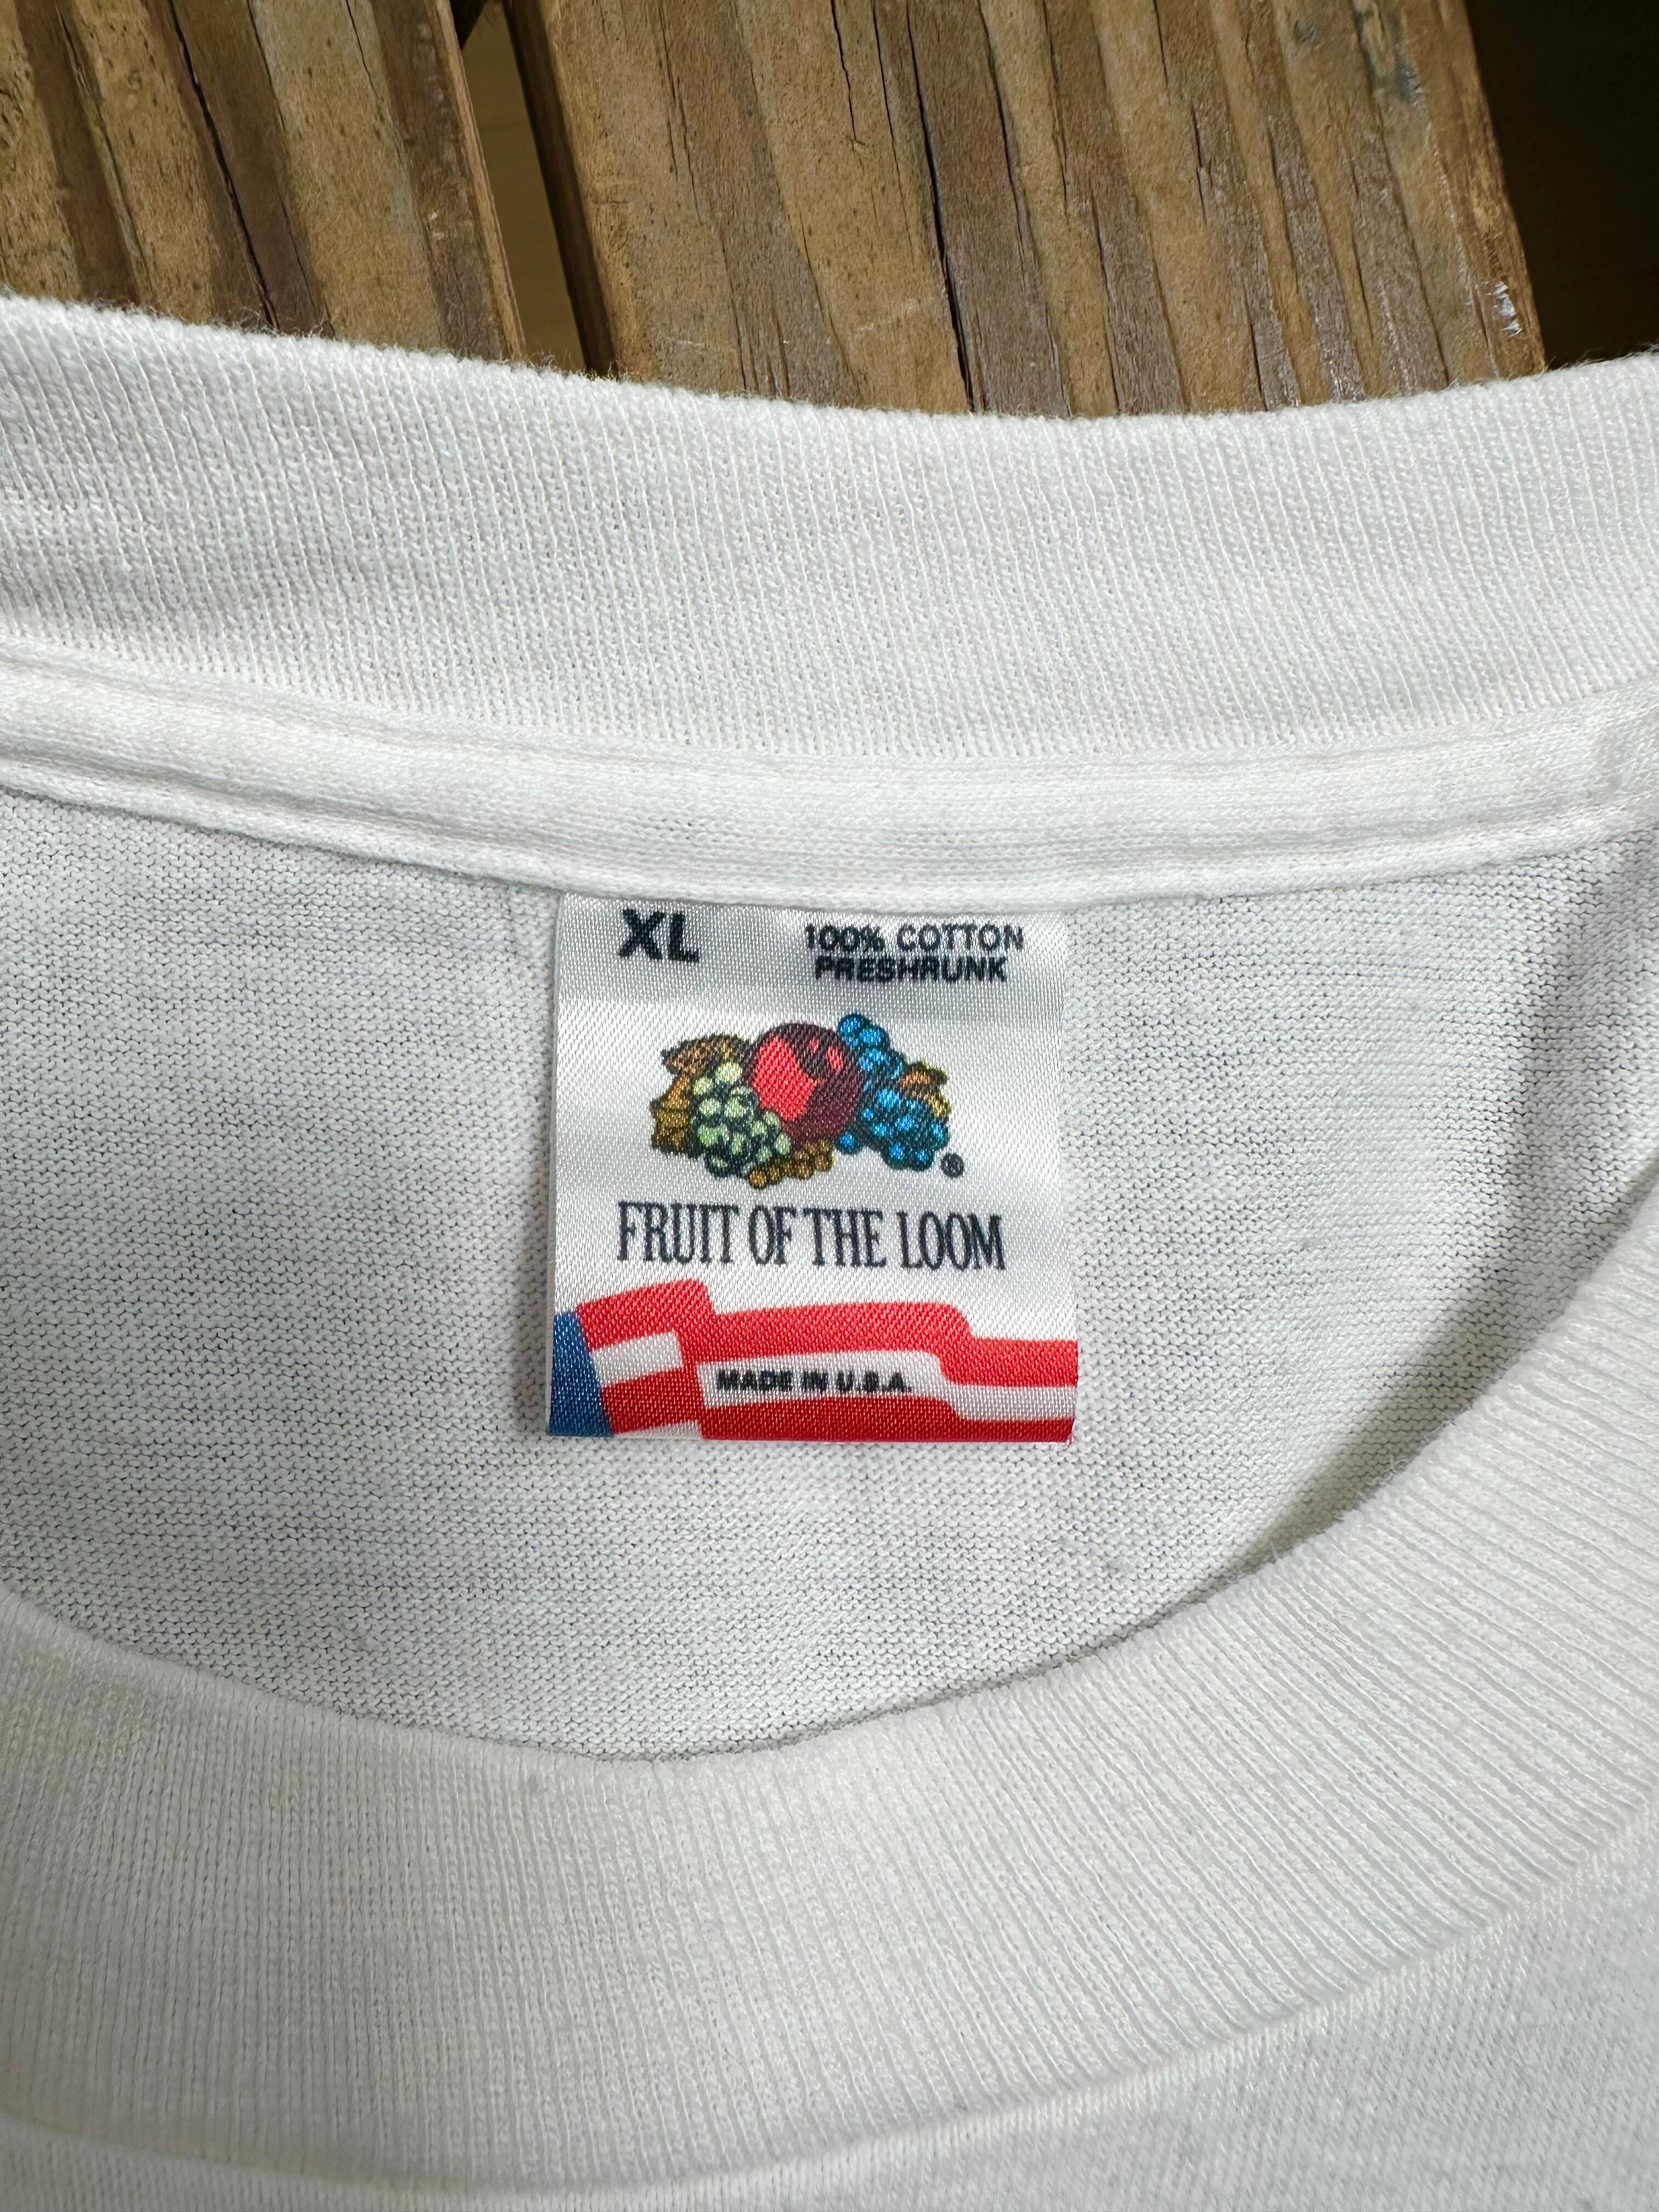 XL
100% COTTON
PRESHRUNK
®
FRUIT OF THE LOOM
MADE IN U.S.A.